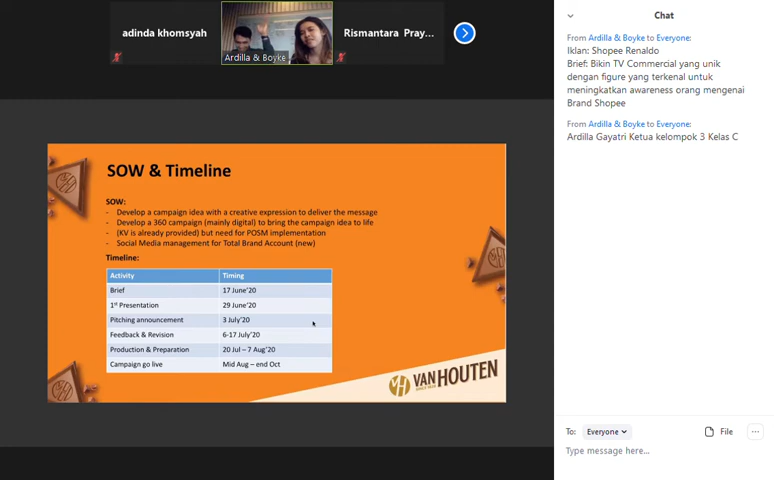 adinda khomsyah
Ardilla & Boyke
Rismantara Pray...
SOW & Timeline
SOW:
- Develop a campaign idea with a creative expression to deliver the message
- Develop a 360 campaign (mainly digital) to bring the campaign idea to life
- (KV is already provided) but need for POSM implementation
- Social Media management for Total Brand Account (new)
Timeline:
Activity Timing
Brief 17 June'20
1st Presentation 29 June'20
Pitching announcement 3 July'20
Feedback & Revision 6-17 July'20
Production & Preparation 20 Jul – 7 Aug'20
Campaign go live Mid Aug – end Oct
VH VAN HOUTEN
Chat
From Ardilla & Boyke to Everyone:
Iklan: Shopee Renaldo
Brief: Bikin TV Commercial yang unik
dengan figure yang terkenal untuk
meningkatkan awareness orang mengenai
Brand Shopee
From Ardilla & Boyke to Everyone:
Ardilla Gayatri Ketua kelompok 3 Kelas C
To: Everyone File ...
Type message here...